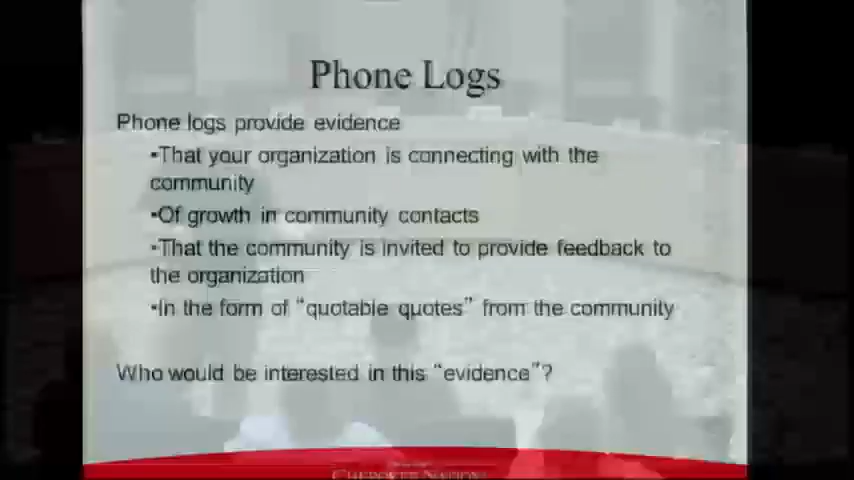 Phone Logs
Phone logs provide evidence
•That your organization is connecting with the
community
•Of growth in community contacts
•That the community is invited to provide feedback to
the organization
•In the form of “quotable quotes” from the community
Who would be interested in this “evidence”?
CHEROKEE NATION